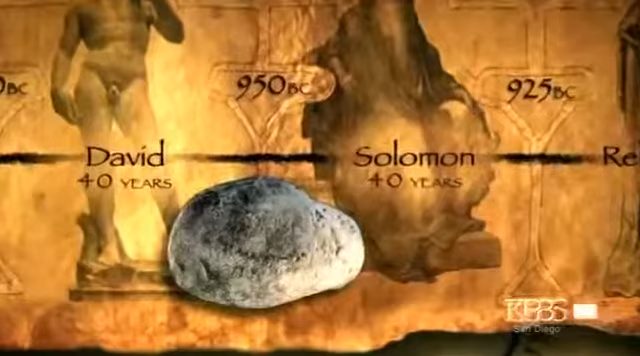 950BC
925BC
David
40 YEARS
Solomon
40 YEARS
KPBS
San Diego